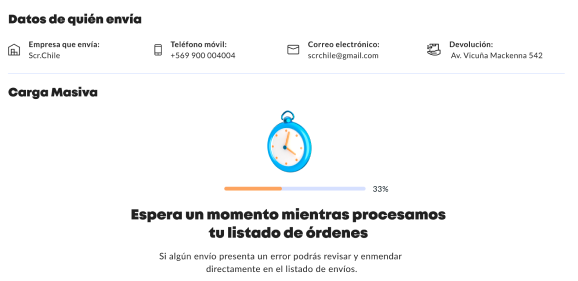 Datos de quién envía
Empresa que envía:
Scr.Chile
Teléfono móvil:
+569 900 004004
Correo electrónico:
scrchile@gmail.com
Devolución:
Av. Vicuña Mackenna 542
Carga Masiva
33%
Espera un momento mientras procesamos
tu listado de órdenes
Si algún envío presenta un error podrás revisar y enmendar
directamente en el listado de envíos.